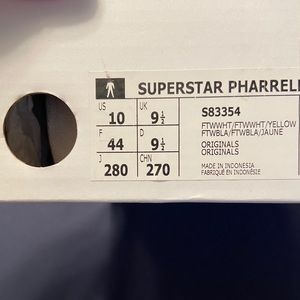 SUPERSTAR PHARRELL
US UK
10 9½
F D
44 9½
J CHN
280 270
S83354
FTWWHT/FTWWHT/YELLOW
FTWBLA/FTWBLA/JAUNE
ORIGINALS
ORIGINALS
MADE IN INDONESIA
FABRIQUÉ EN INDONÉSIE